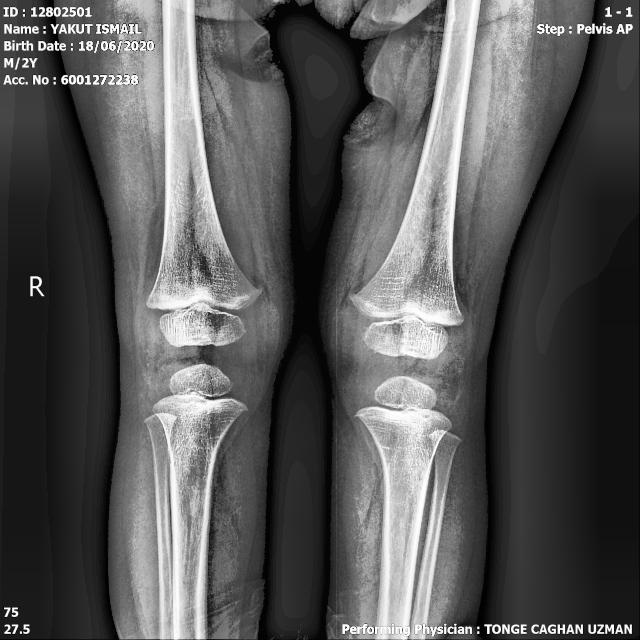 ID : 12802501
Name : YAKUT ISMAIL
Birth Date : 18/06/2020
M/2Y
Acc. No : 6001272238
1 - 1
Step : Pelvis AP
R
75
27.5
Performing Physician : TONGE CAGHAN UZMAN